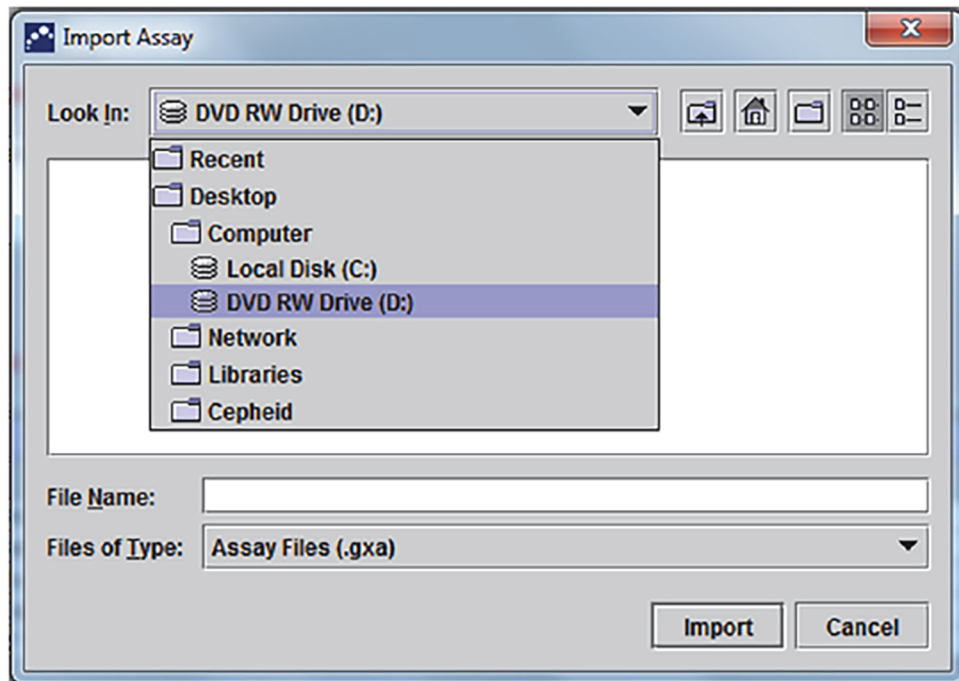 Import Assay
Look In: DVD RW Drive (D:)
Recent
Desktop
Computer
Local Disk (C:)
DVD RW Drive (D:)
Network
Libraries
Cepheid
File Name:
Files of Type: Assay Files (.gxa)
Import Cancel